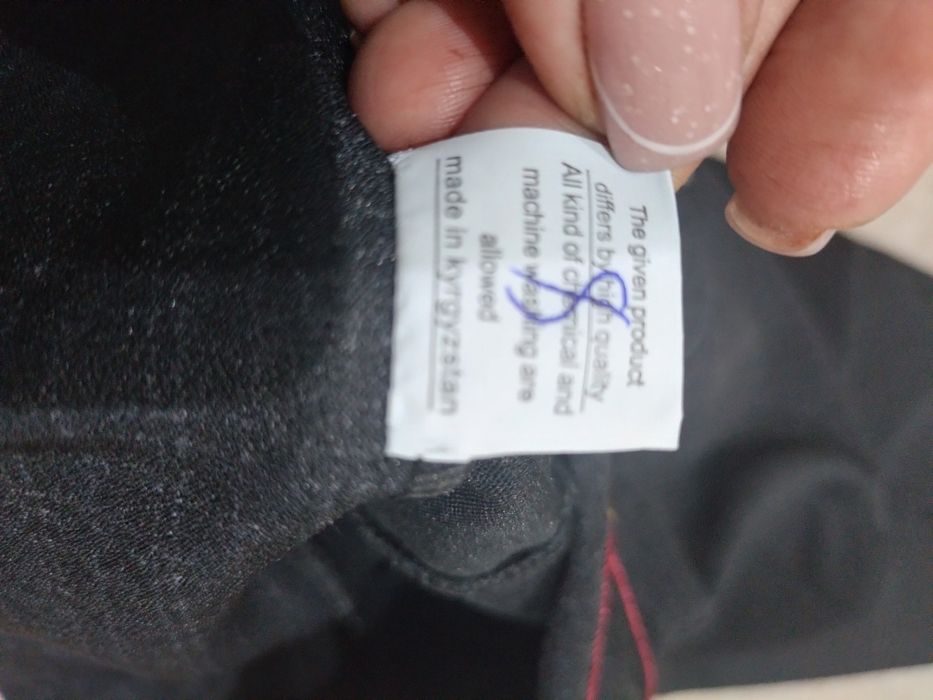 The given product
differs by high quality
All kind of chemical and
machine washing are
allowed
made in kyrgyzstan
8